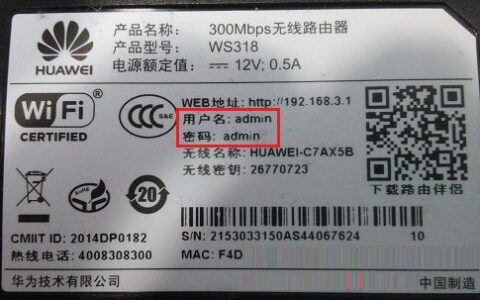 产品名称： 300Mbps无线路由器
产品型号： WS318
HUAWEI
电源额定值： ⎓ 12V; 0.5A
WiFi
CERTIFIED
CCC
S&E
WEB地址: http://192.168.3.1
用户名: admin
密码: admin
无线名称: HUAWEI-C7AX5B
无线密钥: 26770723
下载路由伴侣
20
CMIIT ID: 2014DP0182
S/N: 2153033150AS44067624 10
热线电话: 4008308300
MAC: F4D
华为技术有限公司
中国制造